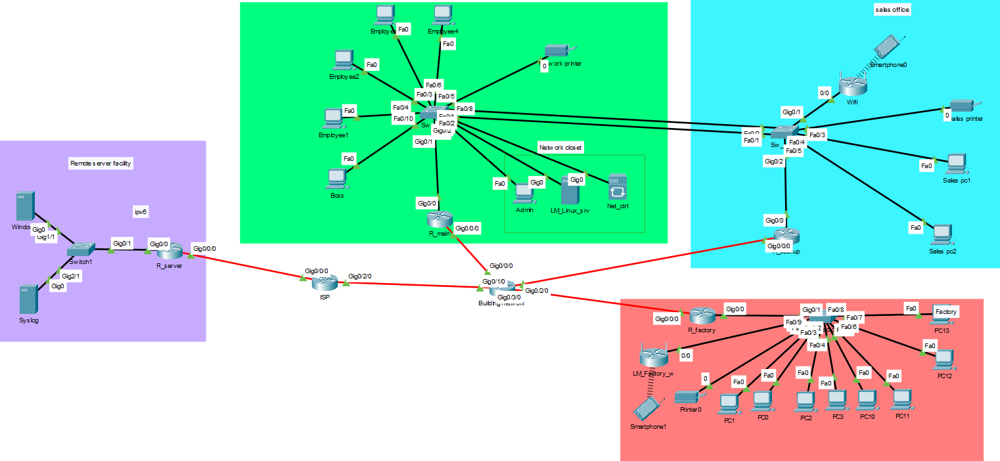 Remote server facility
ipv6
Gig0
Gig1/1
Switch1
Gig0/1
Gig0/0
R_server
Gig0/0/0
Gig2/1
Gig0
Syslog
Gig0/0/0
Gig0/2/0
ISP
Fa0
Employee4
Fa0
Employee2
Fa0
Network printer
0
Fa0/6
Fa0/3
Fa0/5
Fa0/4
Fa0/8
Fa0/10
Fa0/2
Gig0/2
Gig0/1
Employee1
Fa0
Boss
Fa0
Network closet
Fa0
Gig0
Gig0
Admin
LM_Linux_srv
Net_ctrl
Gig0/0
R_main
Gig0/0/0
Gig0/0/0
Gig0/1/0
Gig0/2/0
Gig0/3/0
Building network
sales office
Smartphone0
0/0
Wifi
Gig0/1
0
Sales printer
Fa0/1
Fa0/3
Fa0/4
Fa0/5
Gig0/2
Fa0
Sales pc1
Gig0/0
Gig0/0/0
Fa0
Sales pc2
Gig0/0
Gig0/0/0
R_factory
Gig0/1
Fa0/8
Fa0/9
Fa0/7
Fa0/6
Fa0/3
Fa0/4
Fa0
Factory
PC13
Fa0
PC12
0/0
LM_Factory_w
Smartphone1
0
Printer0
Fa0
PC1
Fa0
PC0
Fa0
PC2
Fa0
PC3
Fa0
PC10
Fa0
PC11